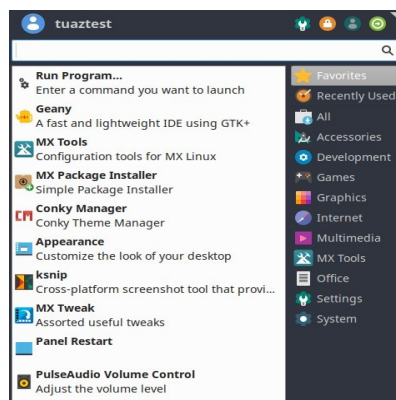 tuaztest
Run Program...
Enter a command you want to launch
Geany
A fast and lightweight IDE using GTK+
MX Tools
Configuration tools for MX Linux
MX Package Installer
Simple Package Installer
Conky Manager
Conky Theme Manager
Appearance
Customize the look of your desktop
ksnip
Cross-platform screenshot tool that provi...
MX Tweak
Assorted useful tweaks
Panel Restart
PulseAudio Volume Control
Adjust the volume level
Favorites
Recently Used
All
Accessories
Development
Games
Graphics
Internet
Multimedia
MX Tools
Office
Settings
System